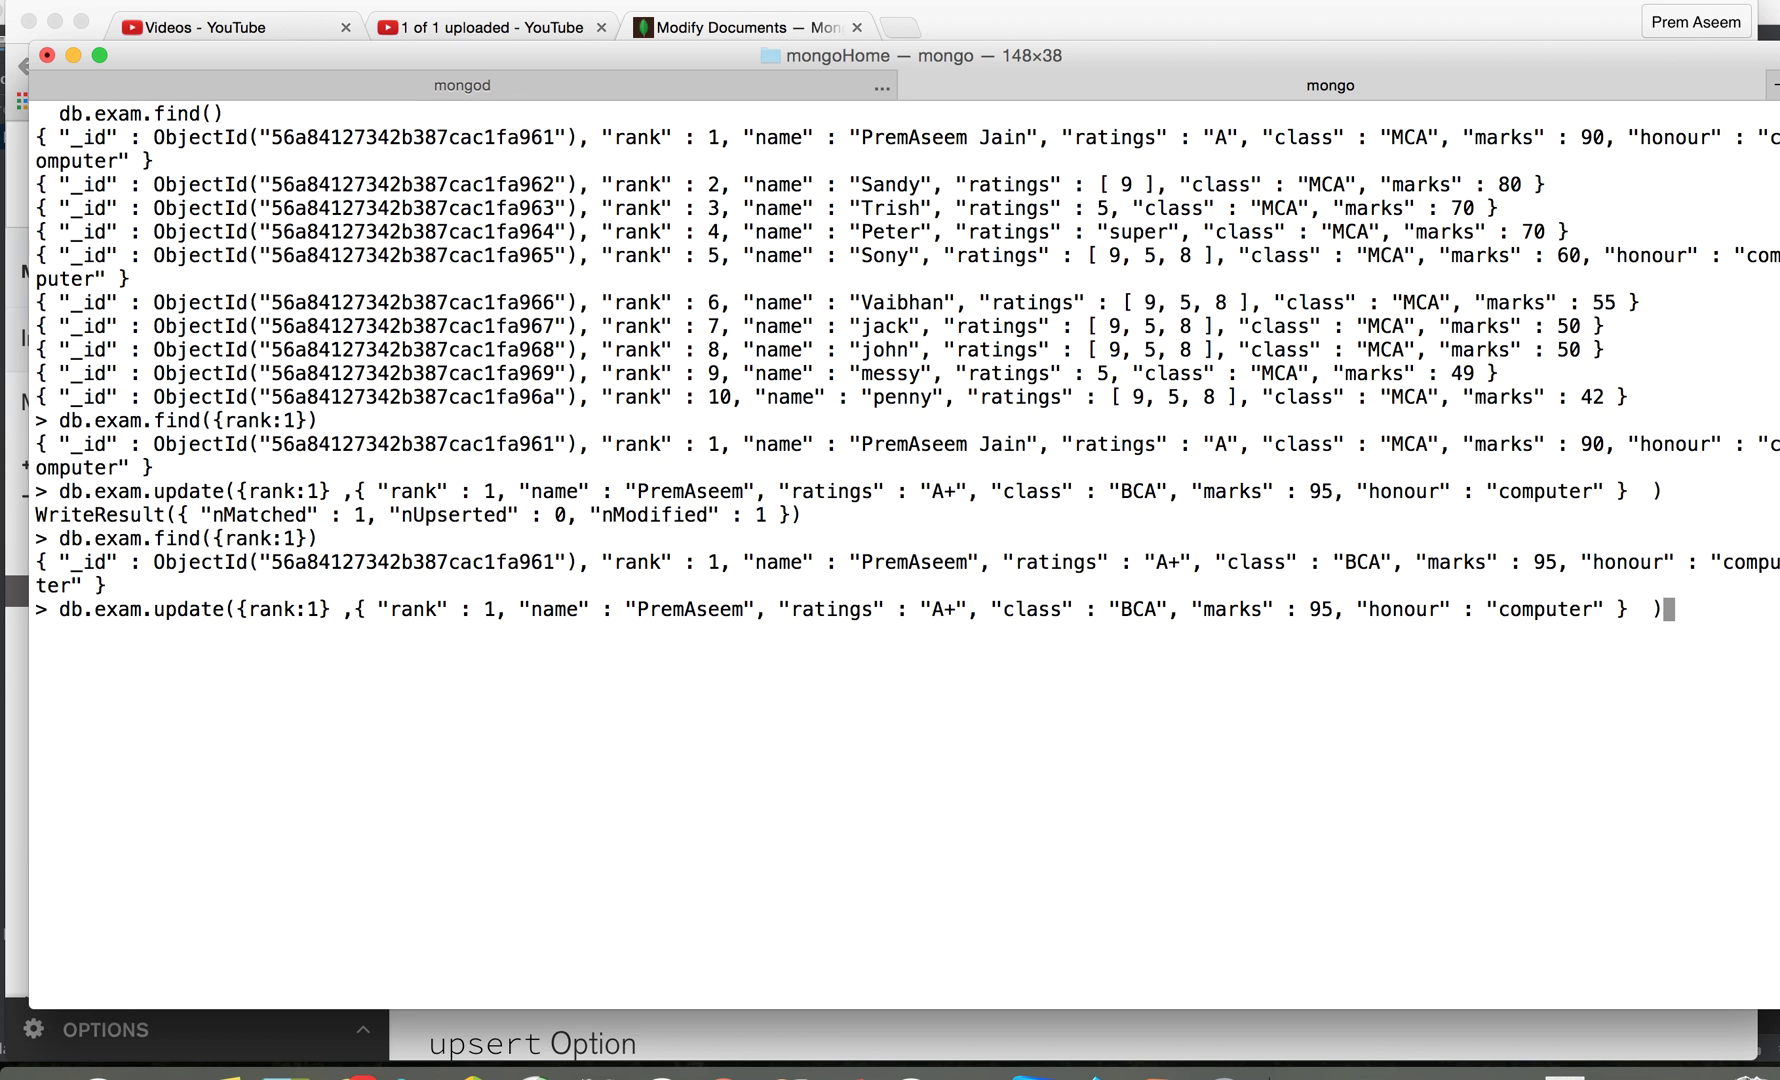 Videos - YouTube
1 of 1 uploaded - YouTube
Modify Documents — Mon
Prem Aseem
mongoHome — mongo — 148×38
mongod
...
mongo
db.exam.find()
{ "_id" : ObjectId("56a84127342b387cac1fa961"), "rank" : 1, "name" : "PremAseem Jain", "ratings" : "A", "class" : "MCA", "marks" : 90, "honour" : "c
omputer" }
{ "_id" : ObjectId("56a84127342b387cac1fa962"), "rank" : 2, "name" : "Sandy", "ratings" : [ 9 ], "class" : "MCA", "marks" : 80 }
{ "_id" : ObjectId("56a84127342b387cac1fa963"), "rank" : 3, "name" : "Trish", "ratings" : 5, "class" : "MCA", "marks" : 70 }
{ "_id" : ObjectId("56a84127342b387cac1fa964"), "rank" : 4, "name" : "Peter", "ratings" : "super", "class" : "MCA", "marks" : 70 }
{ "_id" : ObjectId("56a84127342b387cac1fa965"), "rank" : 5, "name" : "Sony", "ratings" : [ 9, 5, 8 ], "class" : "MCA", "marks" : 60, "honour" : "com
puter" }
{ "_id" : ObjectId("56a84127342b387cac1fa966"), "rank" : 6, "name" : "Vaibhan", "ratings" : [ 9, 5, 8 ], "class" : "MCA", "marks" : 55 }
{ "_id" : ObjectId("56a84127342b387cac1fa967"), "rank" : 7, "name" : "jack", "ratings" : [ 9, 5, 8 ], "class" : "MCA", "marks" : 50 }
{ "_id" : ObjectId("56a84127342b387cac1fa968"), "rank" : 8, "name" : "john", "ratings" : [ 9, 5, 8 ], "class" : "MCA", "marks" : 50 }
{ "_id" : ObjectId("56a84127342b387cac1fa969"), "rank" : 9, "name" : "messy", "ratings" : 5, "class" : "MCA", "marks" : 49 }
{ "_id" : ObjectId("56a84127342b387cac1fa96a"), "rank" : 10, "name" : "penny", "ratings" : [ 9, 5, 8 ], "class" : "MCA", "marks" : 42 }
> db.exam.find({rank:1})
{ "_id" : ObjectId("56a84127342b387cac1fa961"), "rank" : 1, "name" : "PremAseem Jain", "ratings" : "A", "class" : "MCA", "marks" : 90, "honour" : "c
omputer" }
> db.exam.update({rank:1} ,{ "rank" : 1, "name" : "PremAseem", "ratings" : "A+", "class" : "BCA", "marks" : 95, "honour" : "computer" }  )
WriteResult({ "nMatched" : 1, "nUpserted" : 0, "nModified" : 1 })
> db.exam.find({rank:1})
{ "_id" : ObjectId("56a84127342b387cac1fa961"), "rank" : 1, "name" : "PremAseem", "ratings" : "A+", "class" : "BCA", "marks" : 95, "honour" : "compu
ter" }
> db.exam.update({rank:1} ,{ "rank" : 1, "name" : "PremAseem", "ratings" : "A+", "class" : "BCA", "marks" : 95, "honour" : "computer" }  )
OPTIONS
upsert Option